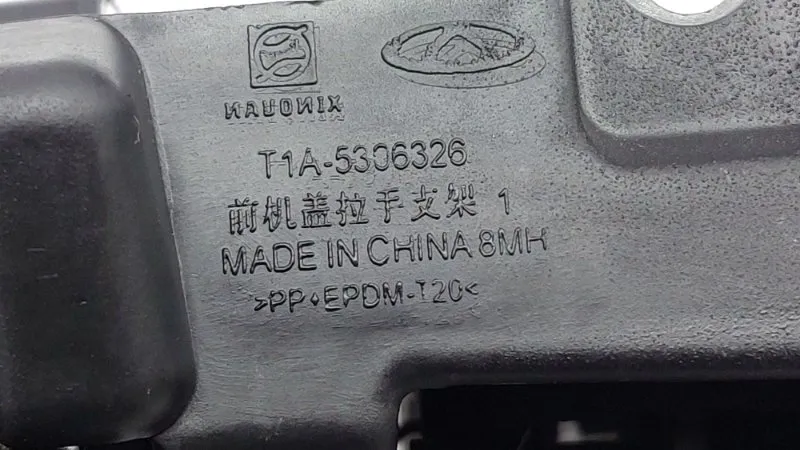 XINQUAN
T1A-5306326
前机盖拉手支架 1
MADE IN CHINA 8MH
>PP+EPDM-T20<